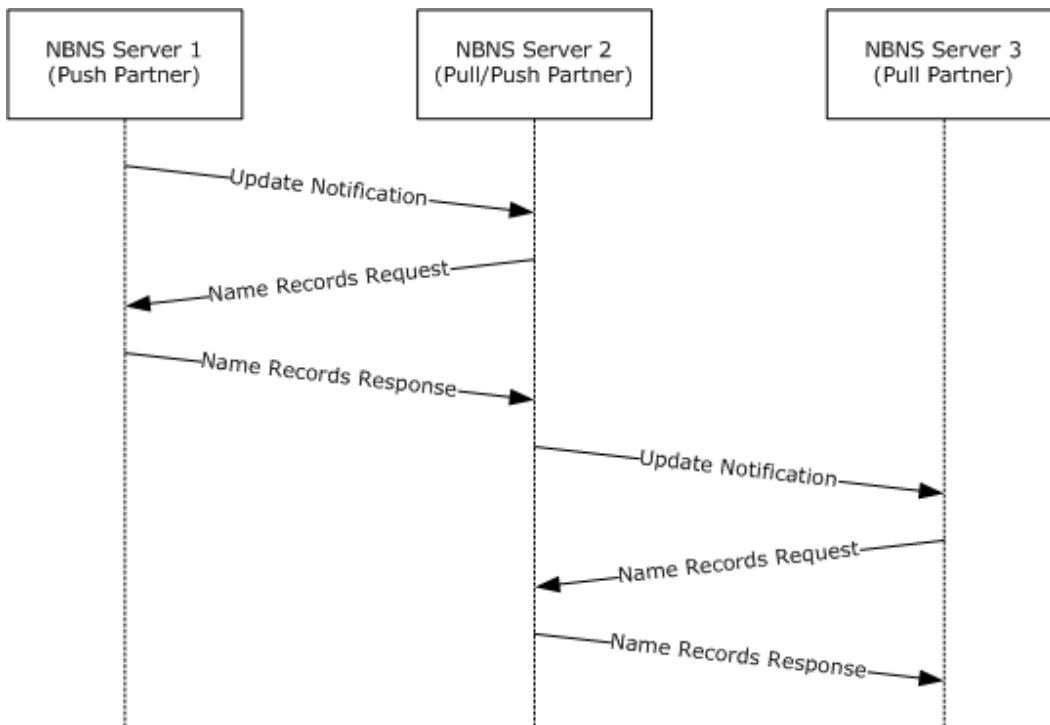 NBNS Server 1
(Push Partner)
NBNS Server 2
(Pull/Push Partner)
NBNS Server 3
(Pull Partner)
Update Notification
Name Records Request
Name Records Response
Update Notification
Name Records Request
Name Records Response